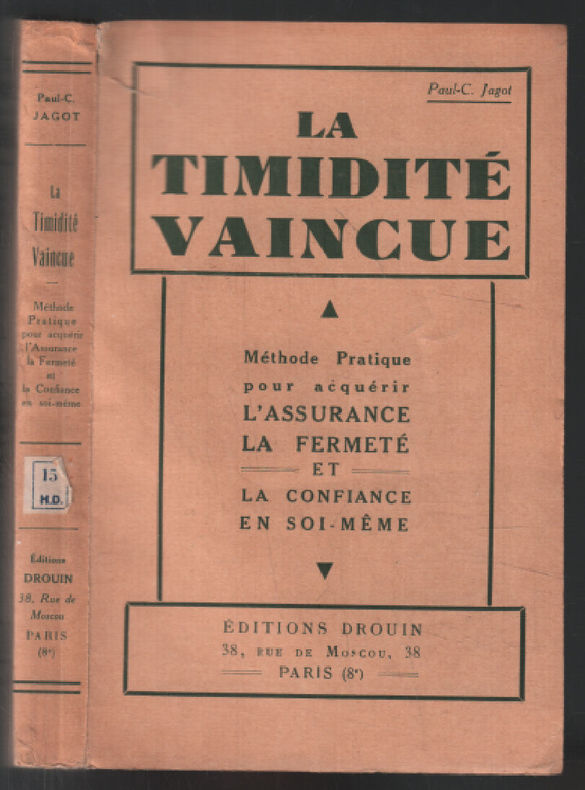 Paul-C.
JAGOT
La
Timidité
Vaincue
Méthode
Pratique
pour acquérir
l'Assurance
la Fermeté
et
la Confiance
en soi-même
15
M.D.
Éditions
DROUIN
38, Rue de
Moscou
PARIS
(8e)
Paul-C. Jagot
LA
TIMIDITÉ
VAINCUE
Méthode Pratique
pour acquérir
L'ASSURANCE
LA FERMETÉ
ET
LA CONFIANCE
EN SOI-MÊME
ÉDITIONS DROUIN
38, RUE DE MOSCOU, 38
PARIS (8e)